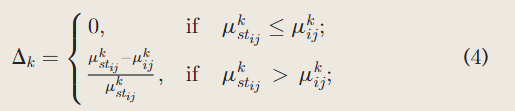 Δ_k = { 0, if μ^k_{st_{ij}} ≤ μ^k_{ij};
(μ^k_{st_{ij}} − μ^k_{ij}) / μ^k_{st_{ij}}, if μ^k_{st_{ij}} > μ^k_{ij}; (4)